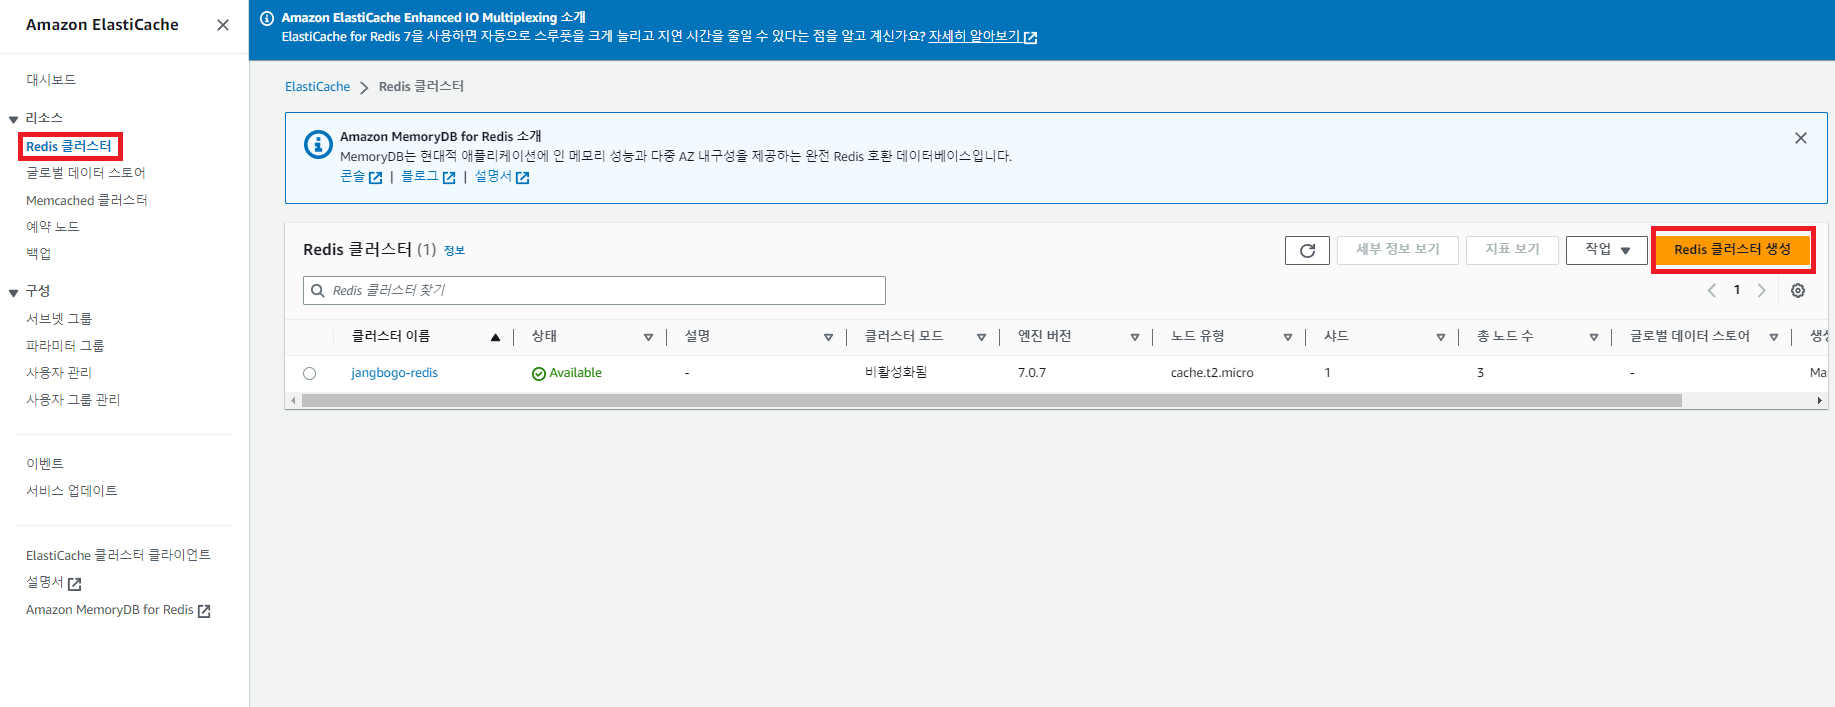 Amazon ElastiCache
대시보드
리소스
Redis 클러스터
글로벌 데이터 스토어
Memcached 클러스터
예약 노드
백업
구성
서브넷 그룹
파라미터 그룹
사용자 관리
사용자 그룹 관리
이벤트
서비스 업데이트
ElastiCache 클러스터 클라이언트
설명서
Amazon MemoryDB for Redis
Amazon ElastiCache Enhanced IO Multiplexing 소개
ElastiCache for Redis 7을 사용하면 자동으로 스루풋을 크게 늘리고 지연 시간을 줄일 수 있다는 점을 알고 계신가요? 자세히 알아보기
ElastiCache > Redis 클러스터
Amazon MemoryDB for Redis 소개
MemoryDB는 현대적 애플리케이션에 인 메모리 성능과 다중 AZ 내구성을 제공하는 완전 Redis 호환 데이터베이스입니다.
콘솔 | 블로그 | 설명서
Redis 클러스터 (1) 정보 세부 정보 보기 지표 보기 작업 Redis 클러스터 생성
Redis 클러스터 찾기 1
클러스터 이름 상태 설명 클러스터 모드 엔진 버전 노드 유형 샤드 총 노드 수 글로벌 데이터 스토어
jangbogo-redis Available - 비활성화됨 7.0.7 cache.t2.micro 1 3 - Ma